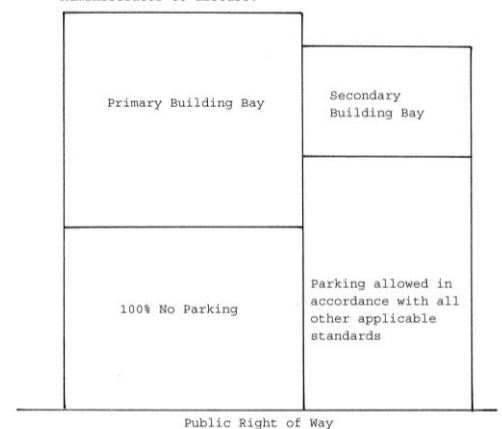 Primary Building Bay
Secondary
Building Bay
100% No Parking
Parking allowed in
accordance with all
other applicable
standards
Public Right of Way